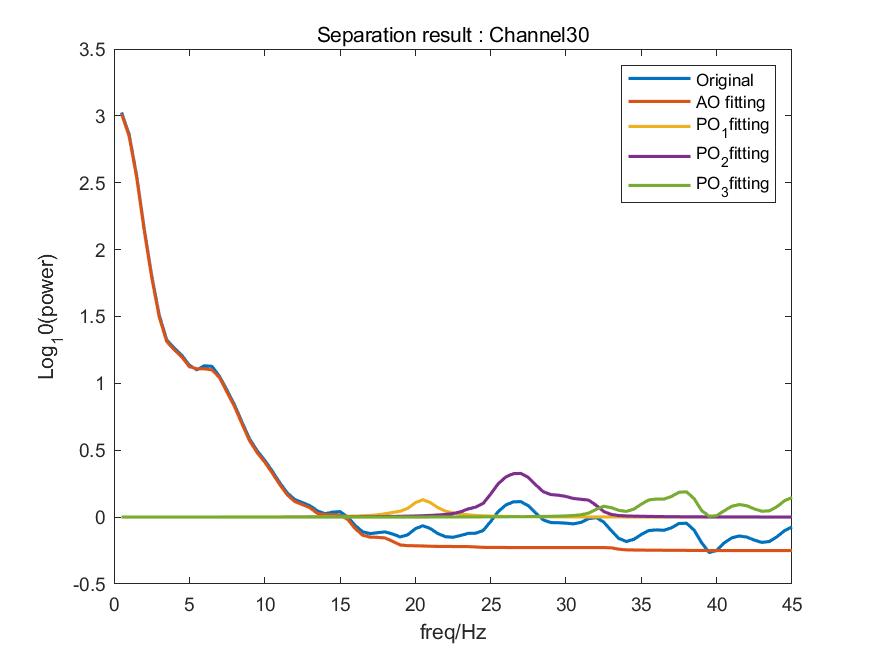 Separation result : Channel30
3.5
3
2.5
2
1.5
1
0.5
0
-0.5
Log₁0(power)
Original
AO fitting
PO₁fitting
PO₂fitting
PO₃fitting
0 5 10 15 20 25 30 35 40 45
freq/Hz